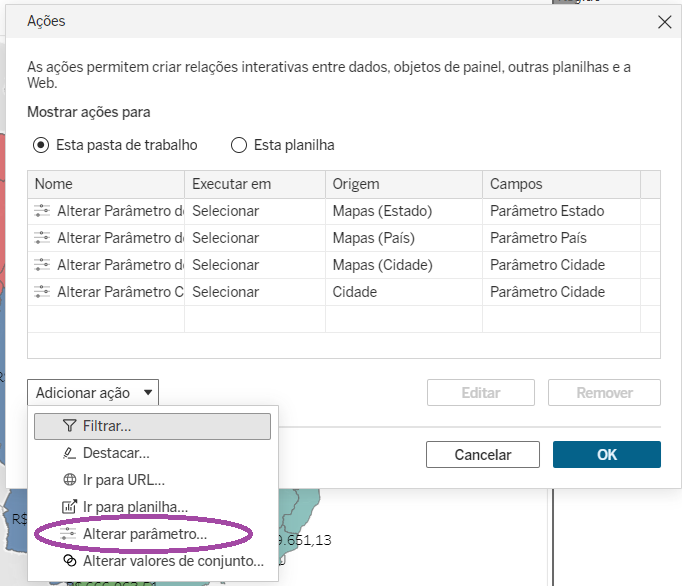 Ações
As ações permitem criar relações interativas entre dados, objetos de painel, outras planilhas e a
Web.
Mostrar ações para
Esta pasta de trabalho Esta planilha
Nome Executar em Origem Campos
Alterar Parâmetro de Selecionar Mapas (Estado) Parâmetro Estado
Alterar Parâmetro de Selecionar Mapas (País) Parâmetro País
Alterar Parâmetro de Selecionar Mapas (Cidade) Parâmetro Cidade
Alterar Parâmetro C Selecionar Cidade Parâmetro Cidade
Adicionar ação Editar Remover
Filtrar...
Destacar... Cancelar OK
Ir para URL...
Ir para planilha...
R$
Alterar parâmetro... 9.651,13
Alterar valores de conjunto...